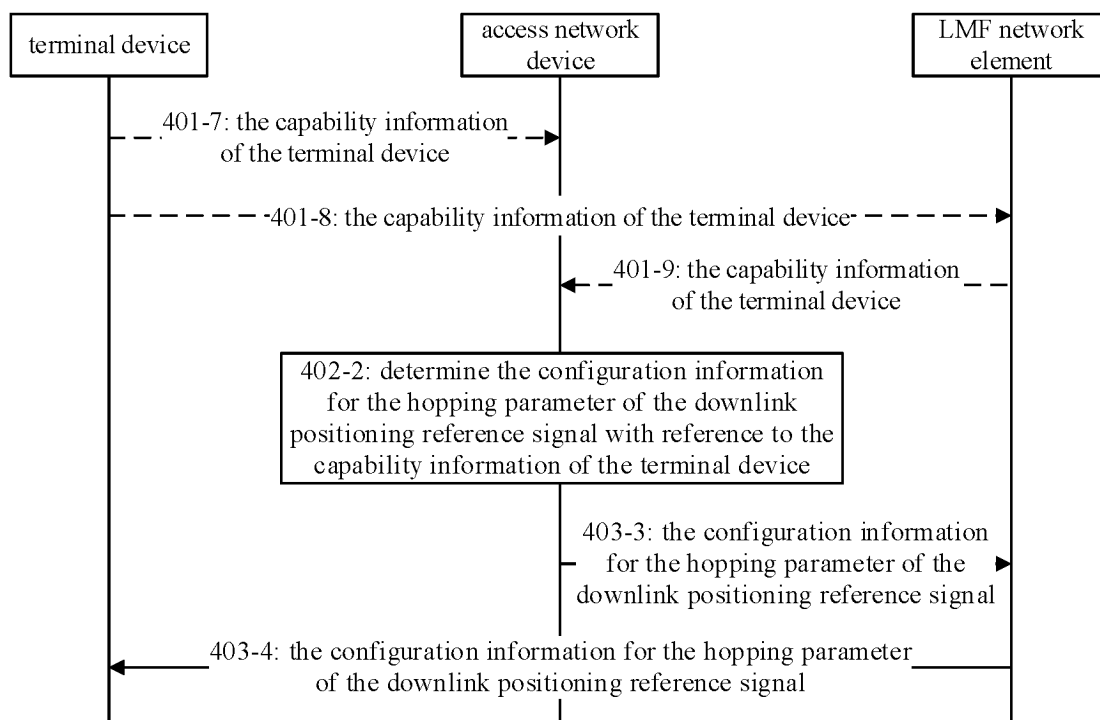 terminal device
access network
device
LMF network
element
401-7: the capability information
of the terminal device
401-8: the capability information of the terminal device
401-9: the capability information
of the terminal device
402-2: determine the configuration information
for the hopping parameter of the downlink
positioning reference signal with reference to the
capability information of the terminal device
403-3: the configuration information
for the hopping parameter of the
downlink positioning reference signal
403-4: the configuration information for the hopping parameter
of the downlink positioning reference signal